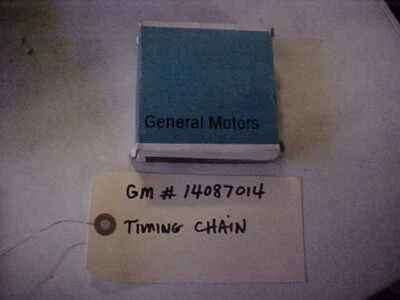 General Motors
GM # 14087014
TIMING CHAIN